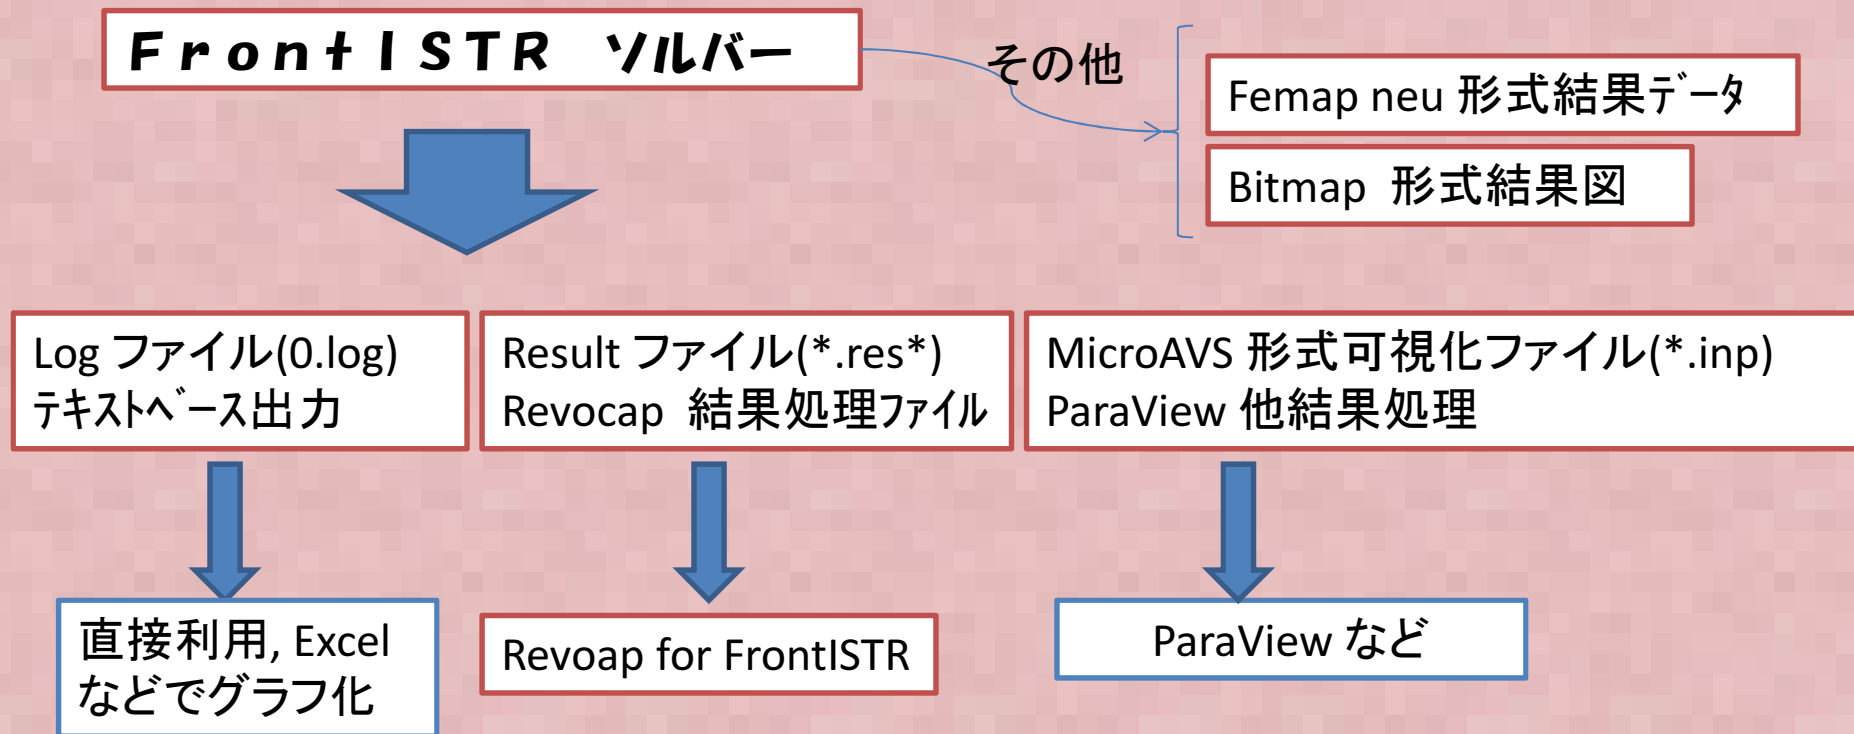 ＦｒｏｎｔＩＳＴＲ　ソルバー
その他
Femap neu 形式結果ﾃﾞｰﾀ
Bitmap 形式結果図
Log ファイル(0.log)
ﾃｷｽﾄﾍﾞｰｽ出力
Result ファイル(*.res*)
Revocap 結果処理ﾌｧｲﾙ
MicroAVS 形式可視化ファイル(*.inp)
ParaView 他結果処理
直接利用, Excel
などでグラフ化
Revoap for FrontISTR
ParaView など